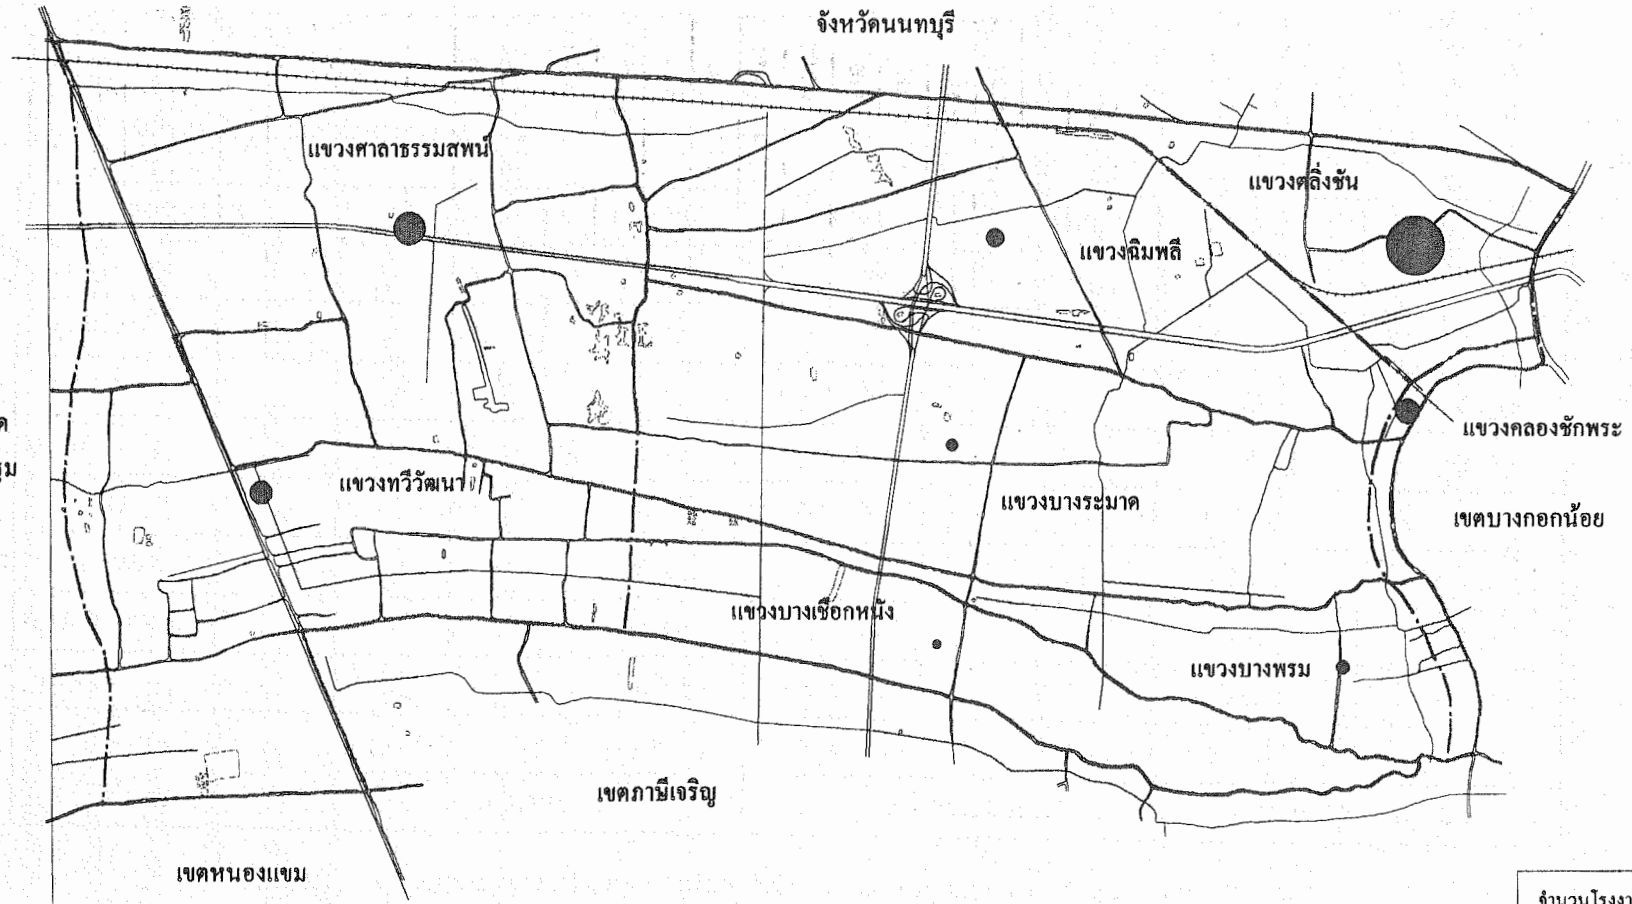 จังหวัดนนทบุรี
แขวงศาลาธรรมสพน์
แขวงตลิ่งชัน
แขวงฉิมพลี
แขวงคลองชักพระ
แขวงทวีวัฒนา
แขวงบางระมาด
เขตบางกอกน้อย
แขวงบางเชือกหนัง
แขวงบางพรม
เขตภาษีเจริญ
เขตหนองแขม